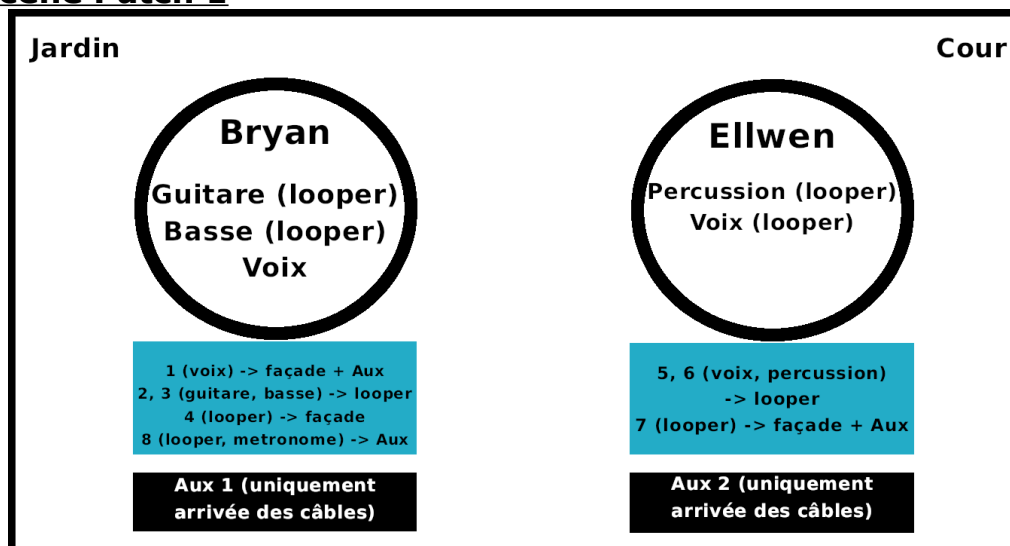 Jardin
Cour
Bryan
Guitare (looper)
Basse (looper)
Voix
1 (voix) -> façade + Aux
2, 3 (guitare, basse) -> looper
4 (looper) -> façade
8 (looper, metronome) -> Aux
Aux 1 (uniquement
arrivée des câbles)
Ellwen
Percussion (looper)
Voix (looper)
5, 6 (voix, percussion)
-> looper
7 (looper) -> façade + Aux
Aux 2 (uniquement
arrivée des câbles)